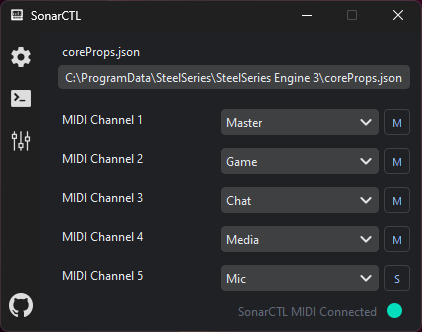 SonarCTL
coreProps.json
C:\ProgramData\SteelSeries\SteelSeries Engine 3\coreProps.json
MIDI Channel 1 Master M
MIDI Channel 2 Game M
MIDI Channel 3 Chat M
MIDI Channel 4 Media M
MIDI Channel 5 Mic S
SonarCTL MIDI Connected